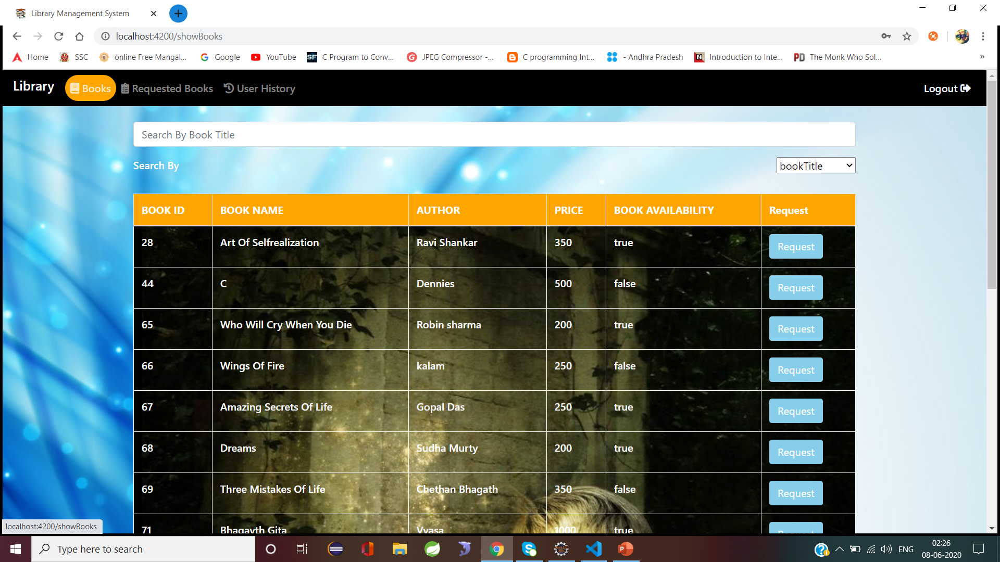 Library Management System
localhost:4200/showBooks
Home SSC online Free Mangal... Google YouTube C Program to Conv... JPEG Compressor -... C programming Int... - Andhra Pradesh Introduction to Inte... The Monk Who Sol... »
Library Books Requested Books User History Logout
Search By Book Title
Search By bookTitle
BOOK ID BOOK NAME AUTHOR PRICE BOOK AVAILABILITY Request
28 Art Of Selfrealization Ravi Shankar 350 true Request
44 C Dennies 500 false Request
65 Who Will Cry When You Die Robin sharma 200 true Request
66 Wings Of Fire kalam 250 false Request
67 Amazing Secrets Of Life Gopal Das 250 true Request
68 Dreams Sudha Murty 200 true Request
69 Three Mistakes Of Life Chethan Bhagath 350 false Request
71 Bhagavth Gita Vyasa 1000 true Request
localhost:4200/showBooks
Type here to search ENG 02:26
08-06-2020